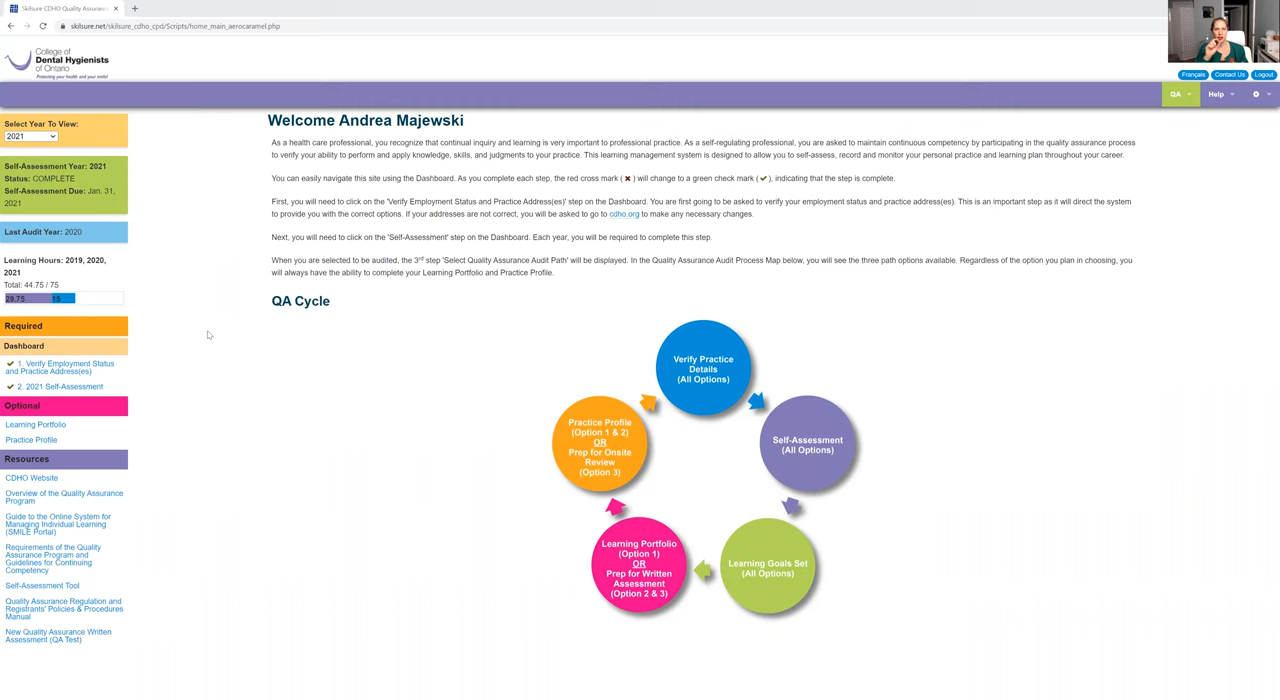 Skilsure CDHO Quality Assuranc
skilsure.net/skilsure_cdho_cpd/Scripts/home_main_aerocaramel.php
College of
Dental Hygienists
of Ontario
Protecting your health and your smile!
Français
Contact Us
Logout
QA
Help
Select Year To View:
2021
Self-Assessment Year: 2021
Status: COMPLETE
Self-Assessment Due: Jan. 31,
2021
Last Audit Year: 2020
Learning Hours: 2019, 2020,
2021
Total: 44.75 / 75
29.75
15
Required
Dashboard
1. Verify Employment Status
and Practice Address(es)
2. 2021 Self-Assessment
Optional
Learning Portfolio
Practice Profile
Resources
CDHO Website
Overview of the Quality Assurance
Program
Guide to the Online System for
Managing Individual Learning
(SMILE Portal)
Requirements of the Quality
Assurance Program and
Guidelines for Continuing
Competency
Self-Assessment Tool
Quality Assurance Regulation and
Registrants' Policies & Procedures
Manual
New Quality Assurance Written
Assessment (QA Test)
Welcome Andrea Majewski
As a health care professional, you recognize that continual inquiry and learning is very important to professional practice. As a self-regulating professional, you are asked to maintain continuous competency by participating in the quality assurance process
to verify your ability to perform and apply knowledge, skills, and judgments to your practice. This learning management system is designed to allow you to self-assess, record and monitor your personal practice and learning plan throughout your career.
You can easily navigate this site using the Dashboard. As you complete each step, the red cross mark ( ✖ ) will change to a green check mark ( ✔ ), indicating that the step is complete.
First, you will need to click on the 'Verify Employment Status and Practice Address(es)' step on the Dashboard. You are first going to be asked to verify your employment status and practice address(es). This is an important step as it will direct the system
to provide you with the correct options. If your addresses are not correct, you will be asked to go to cdho.org to make any necessary changes.
Next, you will need to click on the 'Self-Assessment' step on the Dashboard. Each year, you will be required to complete this step.
When you are selected to be audited, the 3rd step 'Select Quality Assurance Audit Path' will be displayed. In the Quality Assurance Audit Process Map below, you will see the three path options available. Regardless of the option you plan in choosing, you
will always have the ability to complete your Learning Portfolio and Practice Profile.
QA Cycle
Verify Practice
Details
(All Options)
Self-Assessment
(All Options)
Learning Goals Set
(All Options)
Learning Portfolio
(Option 1)
OR
Prep for Written
Assessment
(Option 2 & 3)
Practice Profile
(Option 1 & 2)
OR
Prep for Onsite
Review
(Option 3)